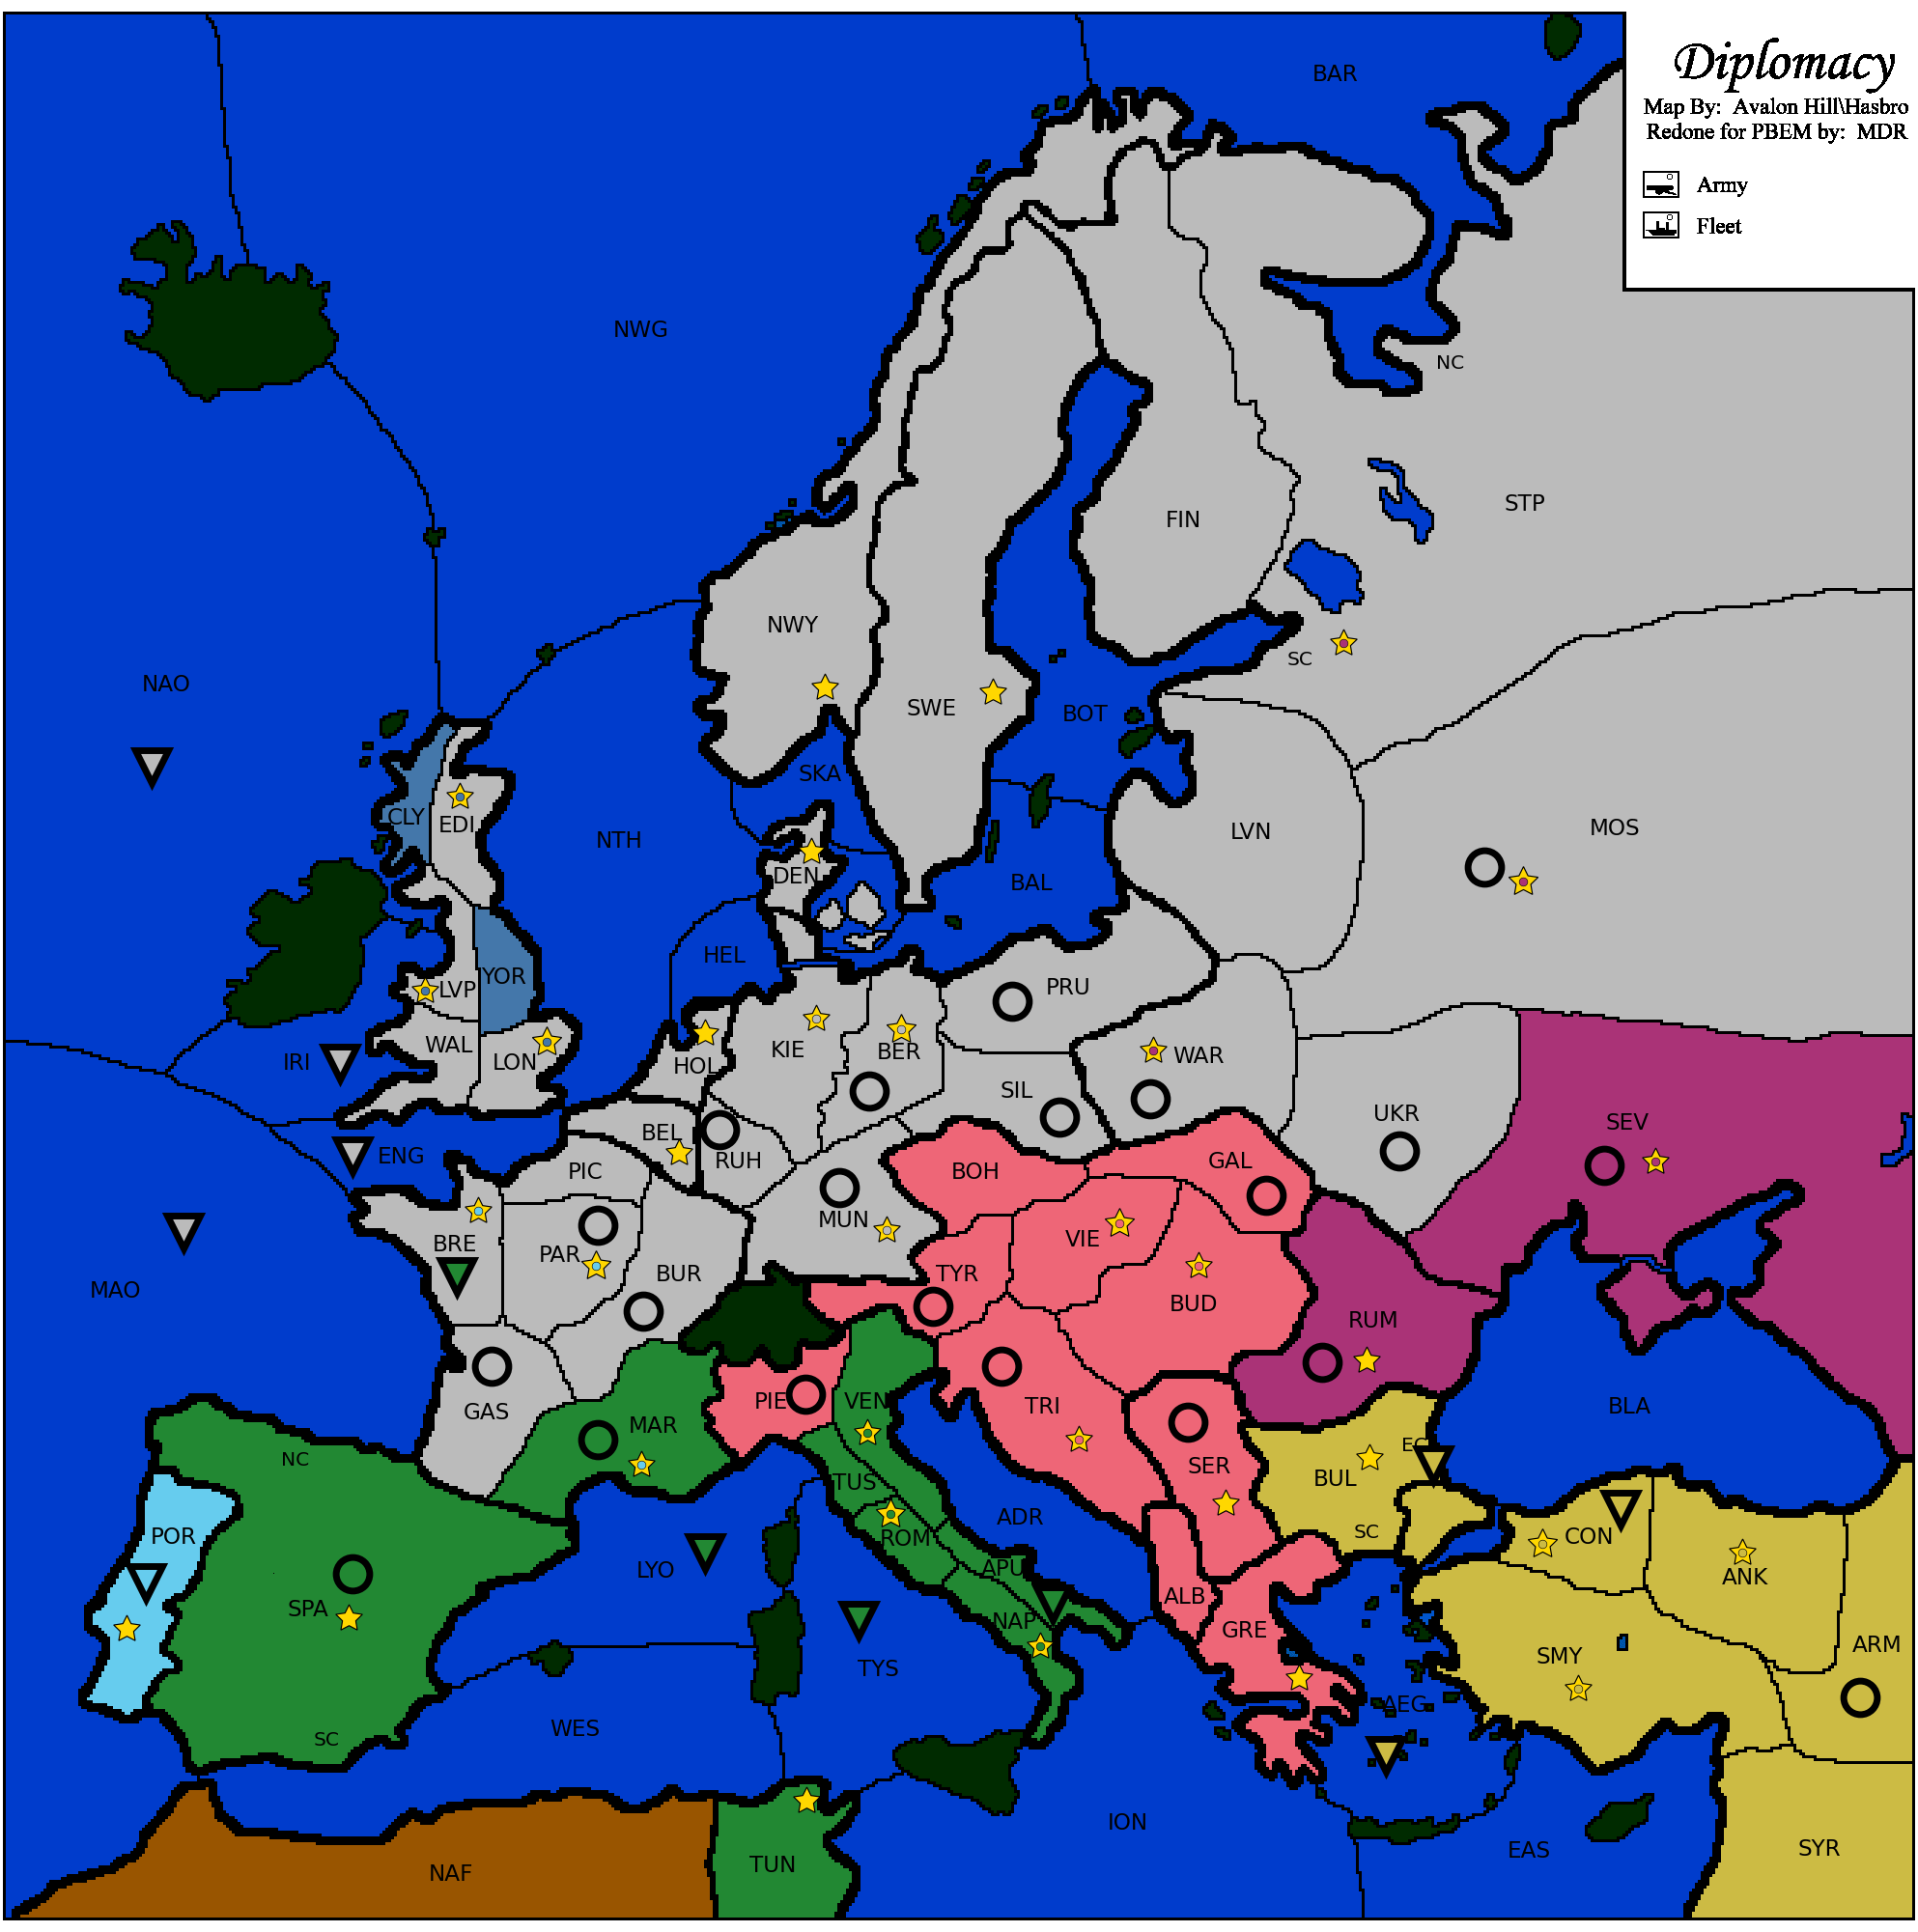 BAR
Diplomacy
Map By: Avalon Hill\Hasbro
Redone for PBEM by: MDR
Army
Fleet
NWG
NC
STP
FIN
NWY
SC
NAO
SWE
BOT
SKA
CLY
EDI
NTH
LVN
MOS
DEN
BAL
HEL
YOR
LVP
PRU
WAL
KIE
BER
WAR
IRI
LON
HOL
SIL
UKR
SEV
BEL
ENG
RUH
PIC
BOH
GAL
MUN
VIE
BRE
PAR
BUR
TYR
MAO
BUD
RUM
PIE
VEN
TRI
BLA
GAS
MAR
EC
NC
SER
BUL
TUS
ADR
SC
POR
ROM
CON
LYO
APU
ANK
SPA
ALB
NAP
GRE
ARM
SMY
TYS
AEG
WES
SC
ION
EAS
SYR
TUN
NAF